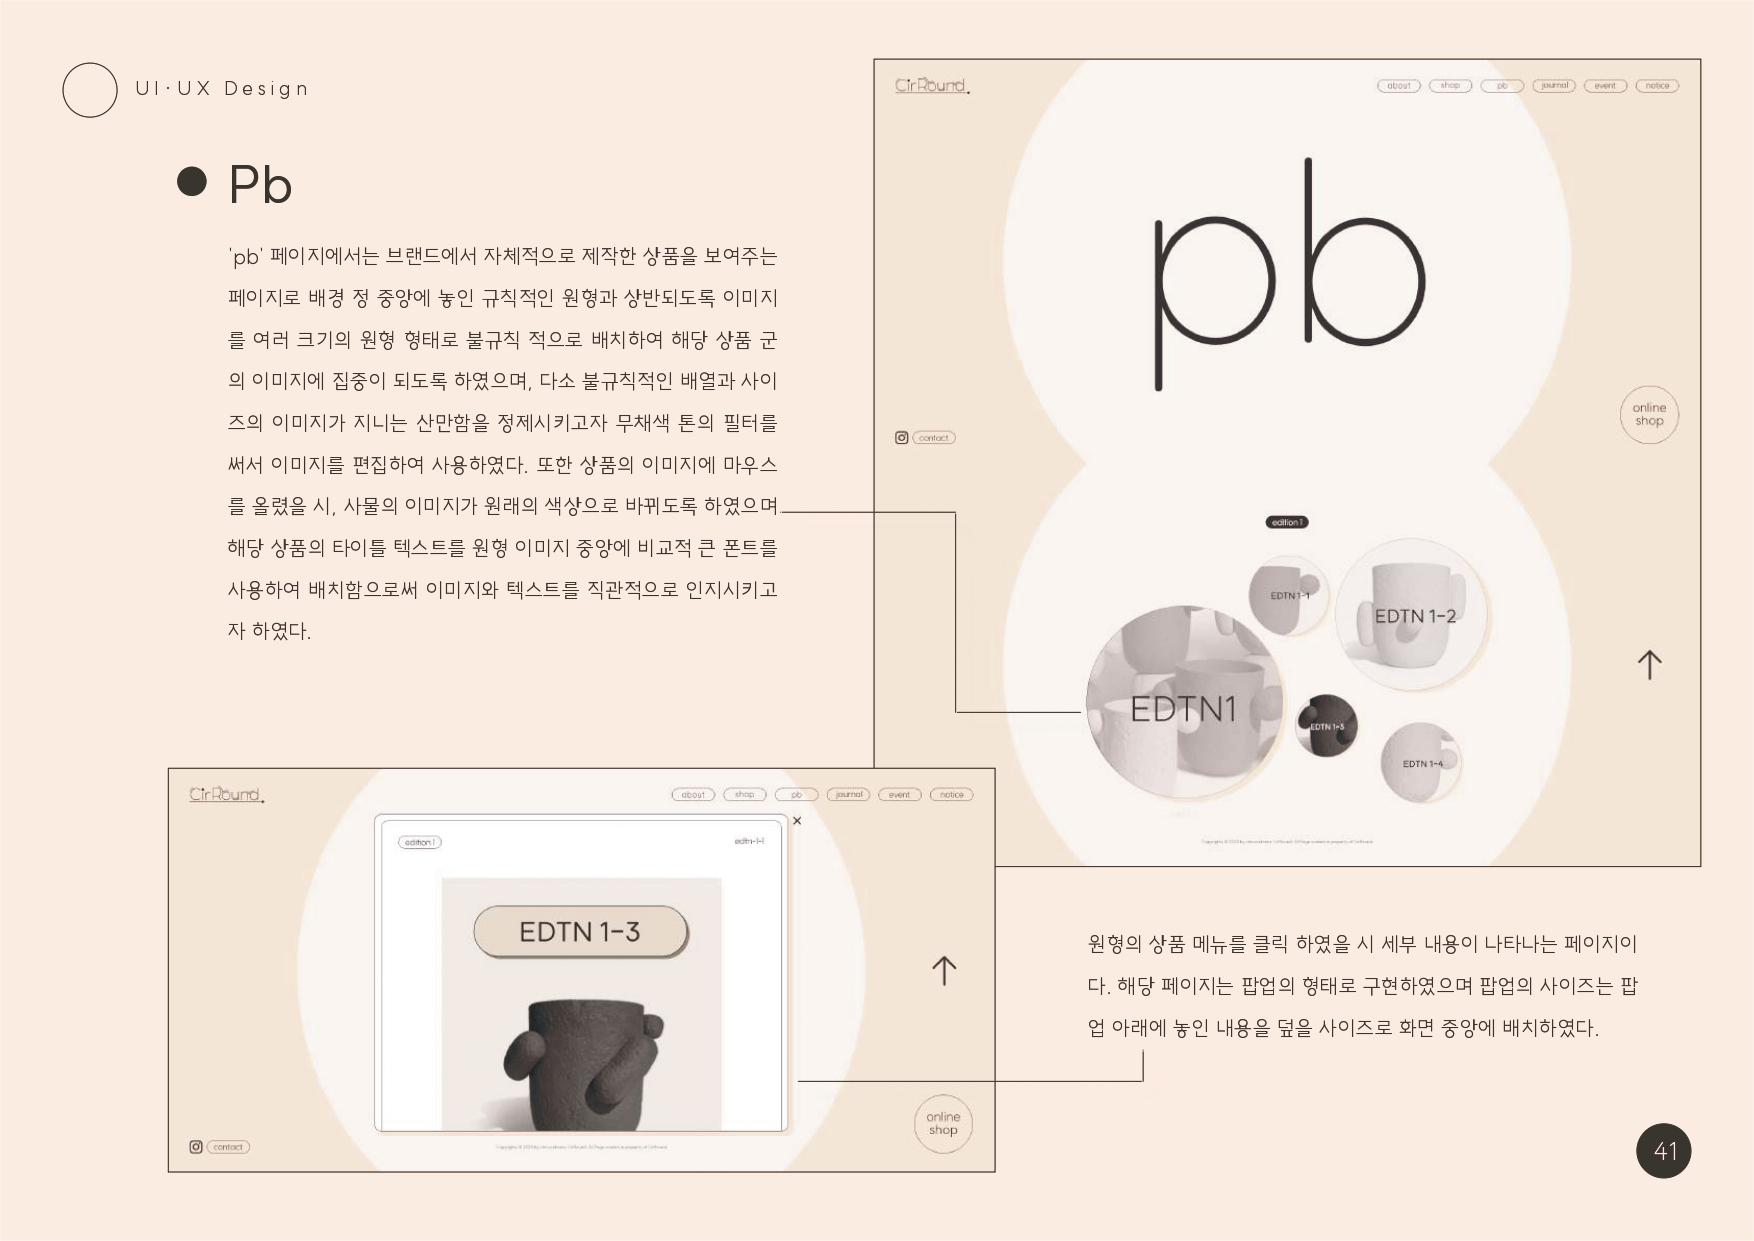 UI·UX Design
Pb
'pb' 페이지에서는 브랜드에서 자체적으로 제작한 상품을 보여주는
페이지로 배경 정 중앙에 놓인 규칙적인 원형과 상반되도록 이미지
를 여러 크기의 원형 형태로 불규칙 적으로 배치하여 해당 상품 군
의 이미지에 집중이 되도록 하였으며, 다소 불규칙적인 배열과 사이
즈의 이미지가 지니는 산만함을 정제시키고자 무채색 톤의 필터를
써서 이미지를 편집하여 사용하였다. 또한 상품의 이미지에 마우스
를 올렸을 시, 사물의 이미지가 원래의 색상으로 바뀌도록 하였으며
해당 상품의 타이틀 텍스트를 원형 이미지 중앙에 비교적 큰 폰트를
사용하여 배치함으로써 이미지와 텍스트를 직관적으로 인지시키고
자 하였다.
CirRound.
about shop pb journal event notice
pb
online
shop
contact
edition 1
EDTN 1-1
EDTN 1-2
EDTN1
EDTN 1-3
EDTN 1-4
CirRound.
about shop pb journal event notice
×
edition 1
edtn-1-1
EDTN 1-3
online
shop
contact
원형의 상품 메뉴를 클릭 하였을 시 세부 내용이 나타나는 페이지이
다. 해당 페이지는 팝업의 형태로 구현하였으며 팝업의 사이즈는 팝
업 아래에 놓인 내용을 덮을 사이즈로 화면 중앙에 배치하였다.
41